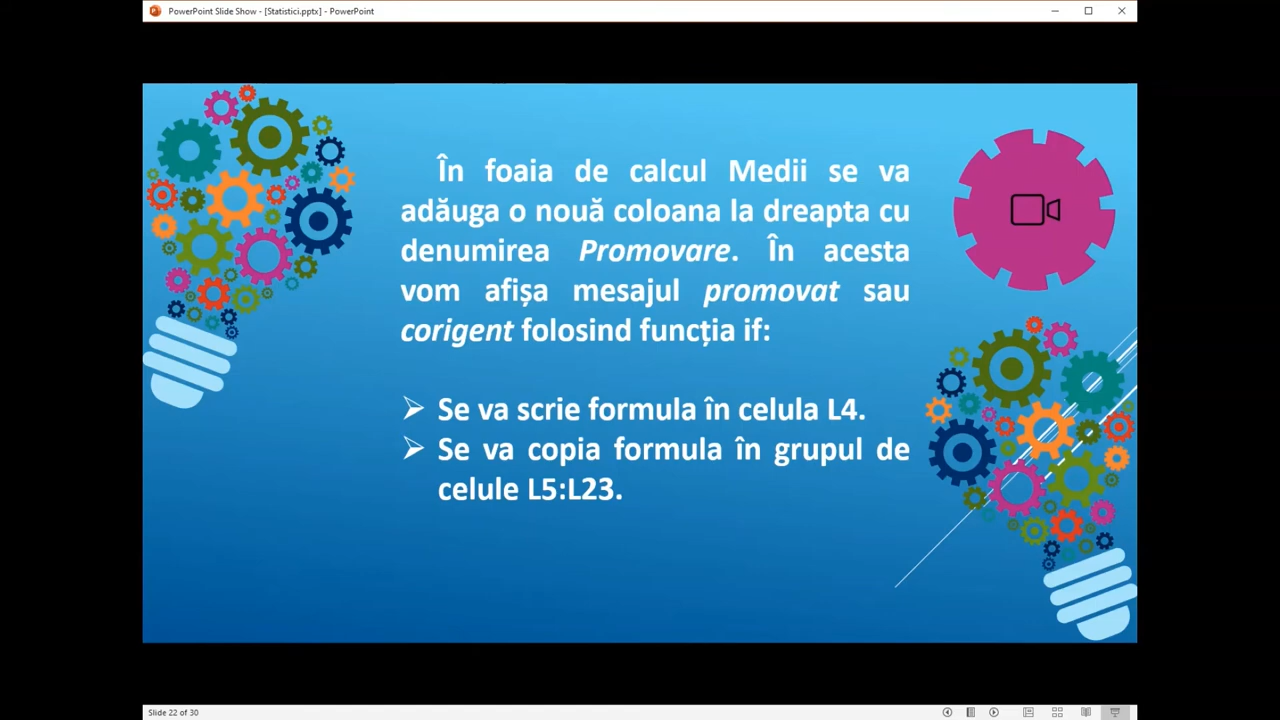 PowerPoint Slide Show - [Statistici.pptx] - PowerPoint
În foaia de calcul Medii se va
adăuga o nouă coloana la dreapta cu
denumirea Promovare. În acesta
vom afișa mesajul promovat sau
corigent folosind funcția if:
➢ Se va scrie formula în celula L4.
➢ Se va copia formula în grupul de
celule L5:L23.
Slide 22 of 30